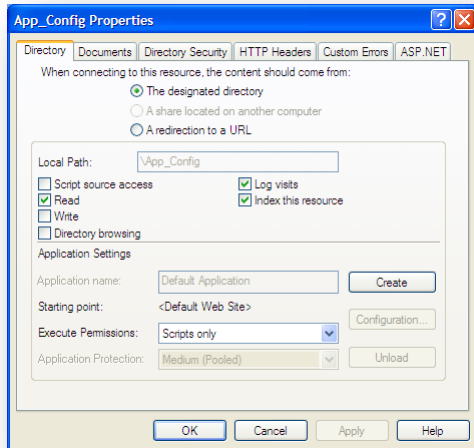 App_Config Properties
Directory Documents Directory Security HTTP Headers Custom Errors ASP.NET
When connecting to this resource, the content should come from:
The designated directory
A share located on another computer
A redirection to a URL
Local Path: \App_Config
Script source access Log visits
Read Index this resource
Write
Directory browsing
Application Settings
Application name: Default Application Create
Starting point: <Default Web Site>
Configuration...
Execute Permissions: Scripts only
Application Protection: Medium (Pooled) Unload
OK Cancel Apply Help